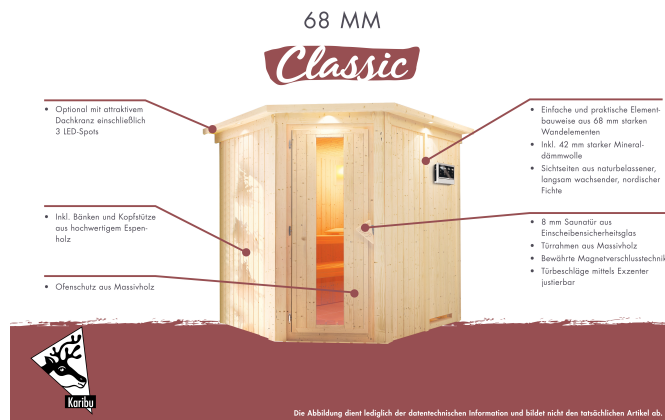 68 MM
Classic
• Optional mit attraktivem
Dachkranz einschließlich
3 LED-Spots
• Inkl. Bänken und Kopfstütze
aus hochwertigem Espen-
holz
• Ofenschutz aus Massivholz
• Einfache und praktische Element-
bauweise aus 68 mm starken
Wandelementen
• Inkl. 42 mm starker Mineral-
dämmwolle
• Sichtseiten aus naturbelassener,
langsam wachsender, nordischer
Fichte
• 8 mm Saunatür aus
Einscheibensicherheitsglas
• Türrahmen aus Massivholz
• Bewährte Magnetverschlusstechnik
• Türbeschläge mittels Exzenter
justierbar
Karibu
Die Abbildung dient lediglich der datentechnischen Information und bildet nicht den tatsächlichen Artikel ab.